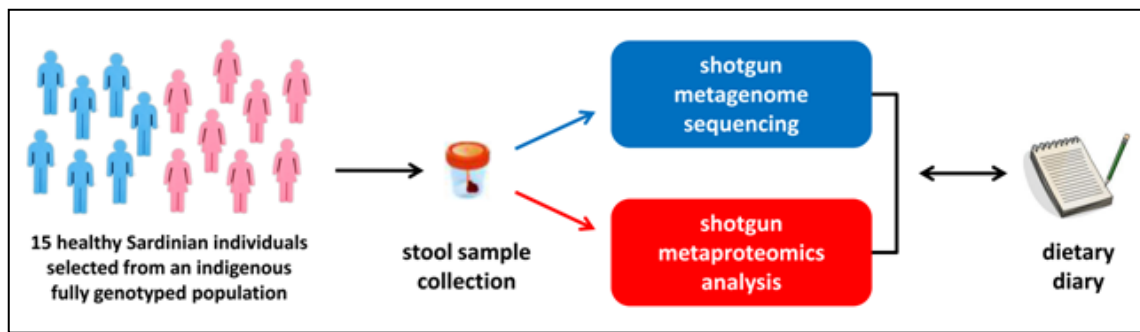 15 healthy Sardinian individuals
selected from an indigenous
fully genotyped population
stool sample
collection
shotgun
metagenome
sequencing
shotgun
metaproteomics
analysis
dietary
diary